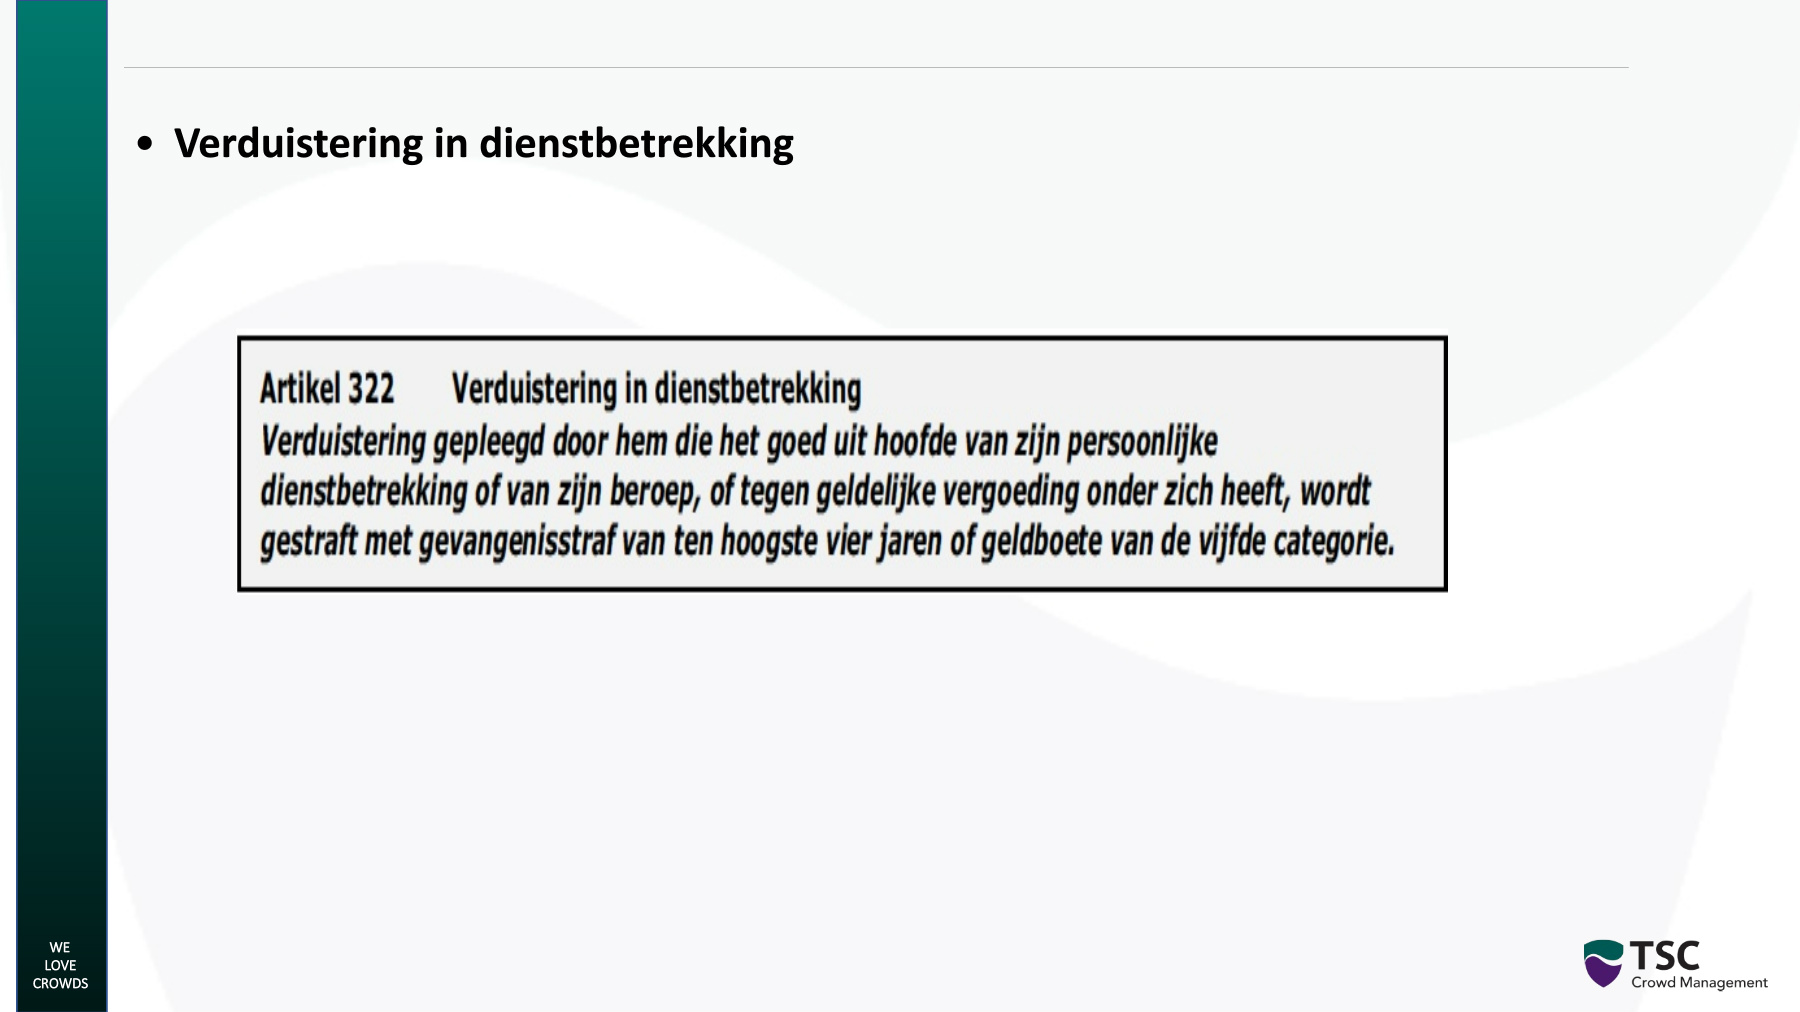 • Verduistering in dienstbetrekking
Artikel 322 Verduistering in dienstbetrekking
Verduistering gepleegd door hem die het goed uit hoofde van zijn persoonlijke
dienstbetrekking of van zijn beroep, of tegen geldelijke vergoeding onder zich heeft, wordt
gestraft met gevangenisstraf van ten hoogste vier jaren of geldboete van de vijfde categorie.
WE
LOVE
CROWDS
TSC
Crowd Management